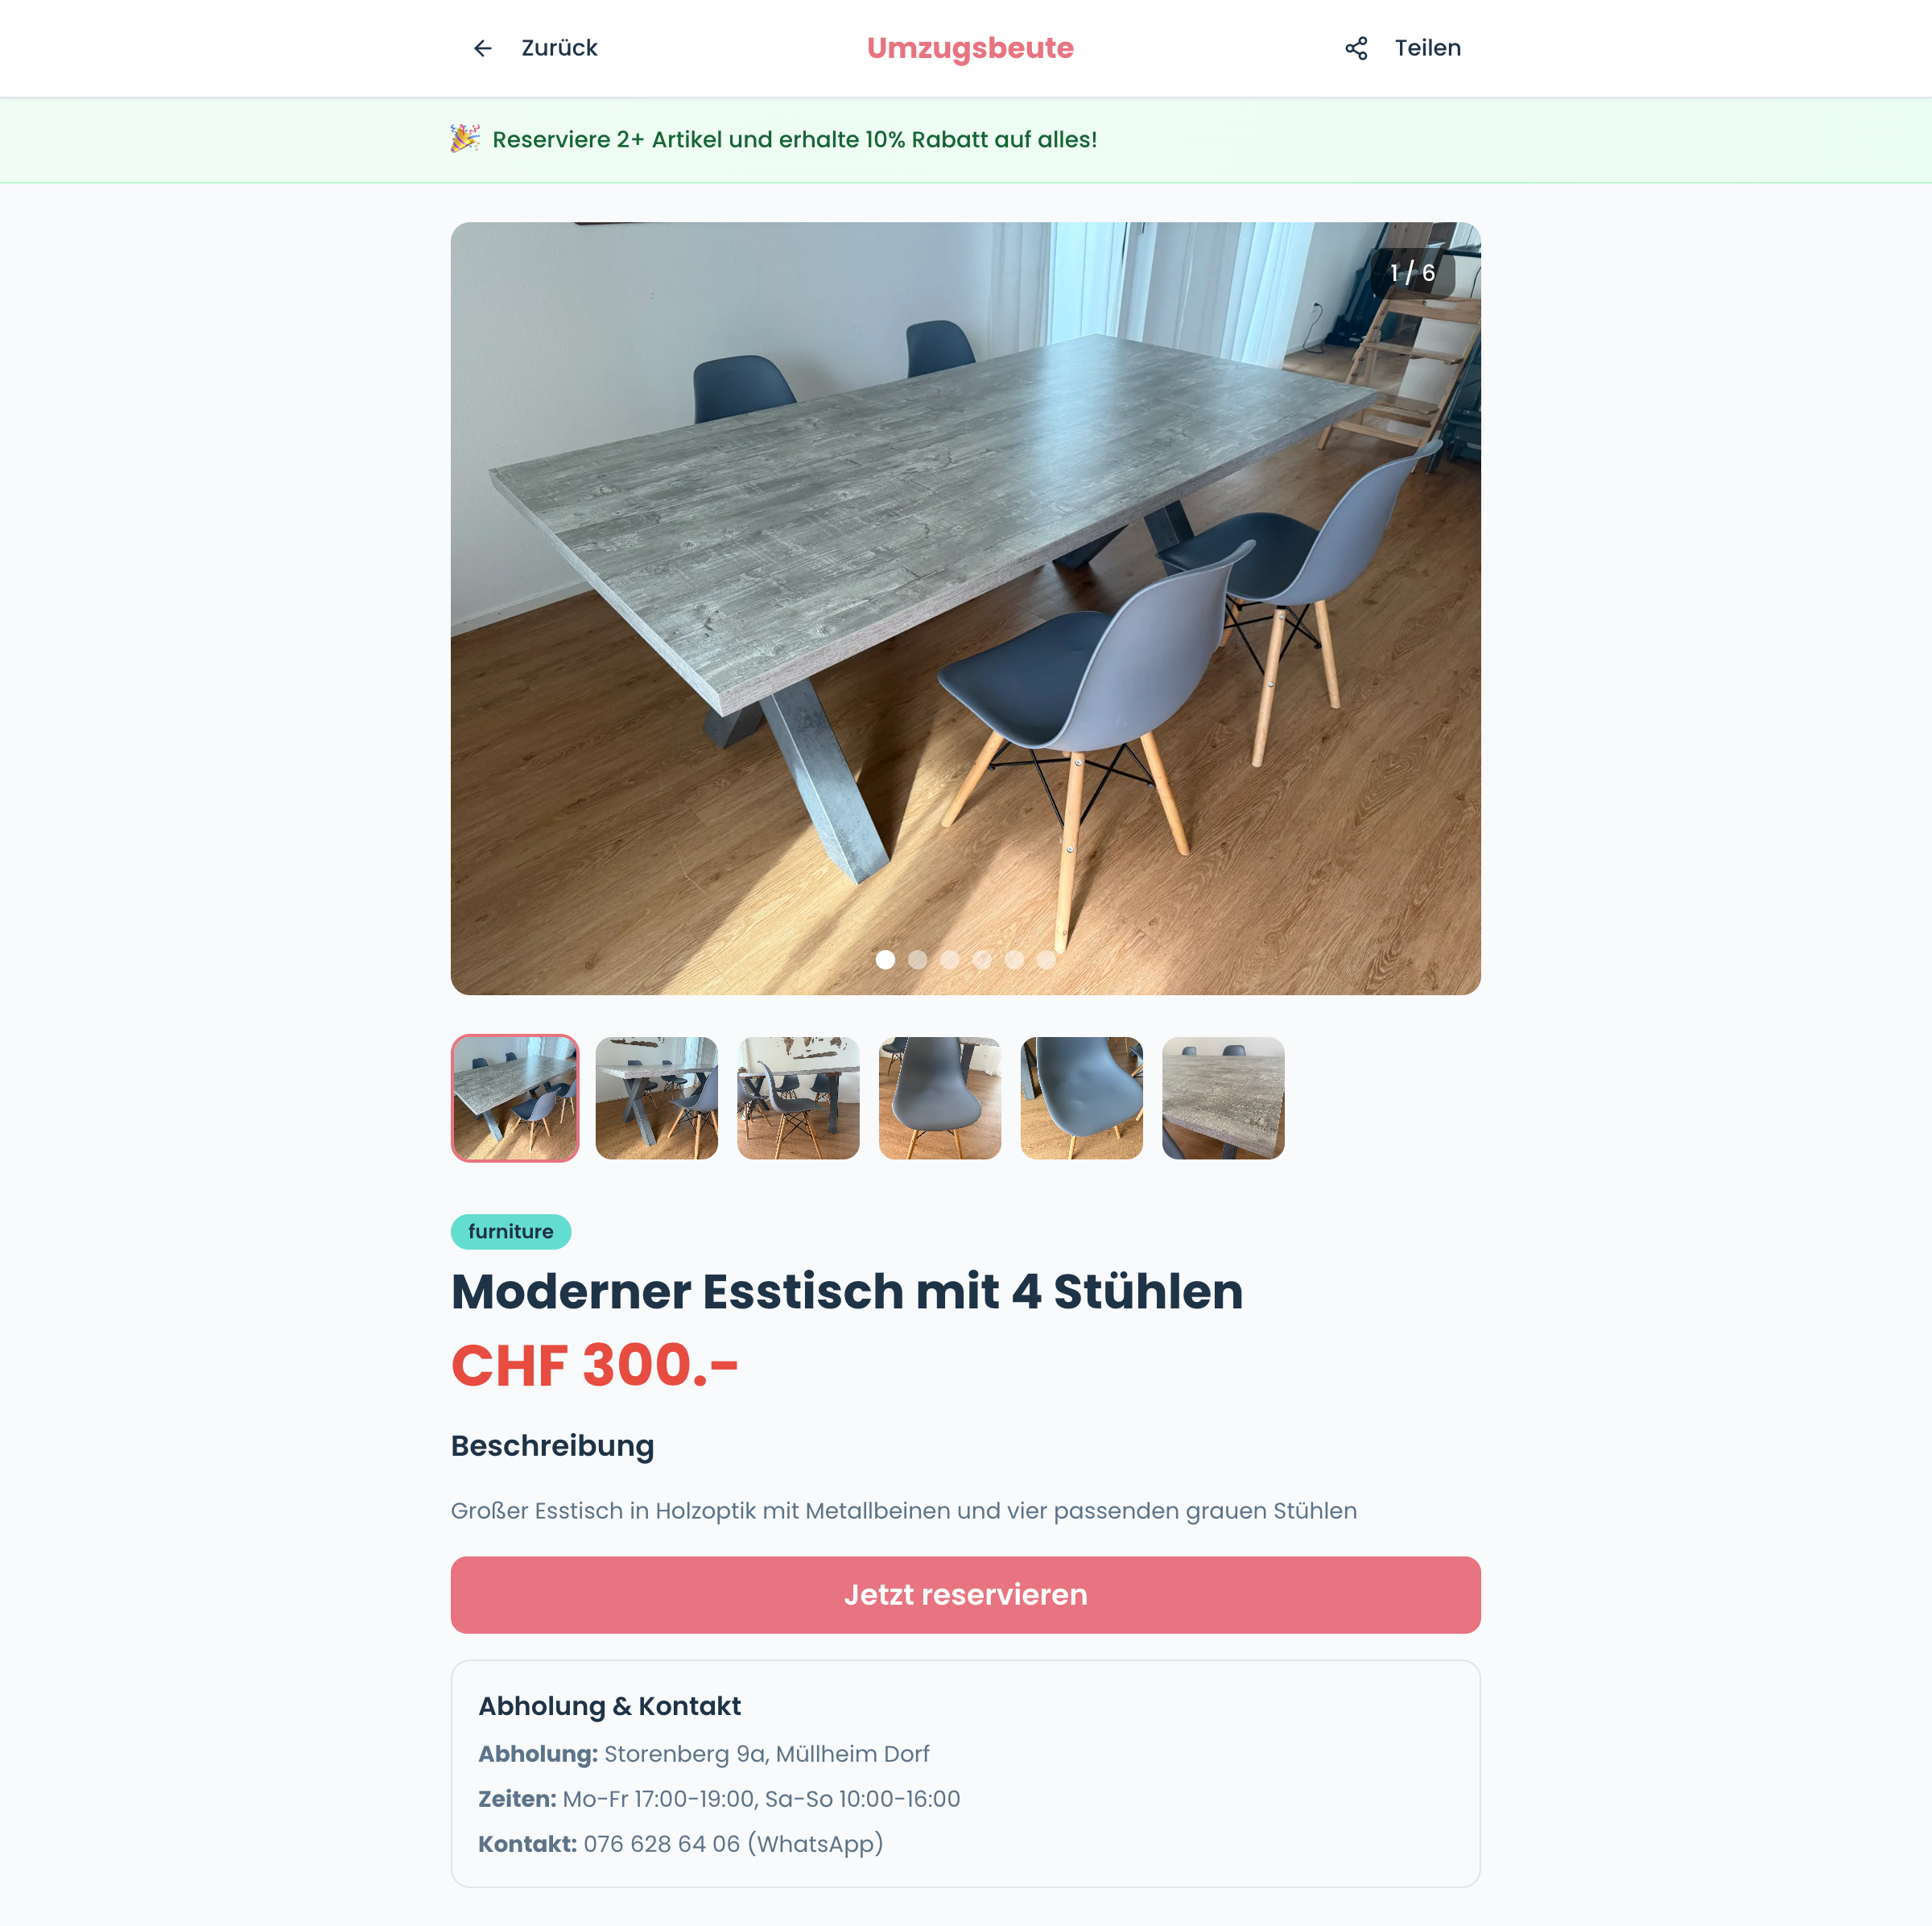 Zurück
Umzugsbeute
Teilen
🎉 Reserviere 2+ Artikel und erhalte 10% Rabatt auf alles!
1 / 6
furniture
Moderner Esstisch mit 4 Stühlen
CHF 300.–
Beschreibung
Großer Esstisch in Holzoptik mit Metallbeinen und vier passenden grauen Stühlen
Jetzt reservieren
Abholung & Kontakt
Abholung: Storenberg 9a, Müllheim Dorf
Zeiten: Mo-Fr 17:00-19:00, Sa-So 10:00-16:00
Kontakt: 076 628 64 06 (WhatsApp)